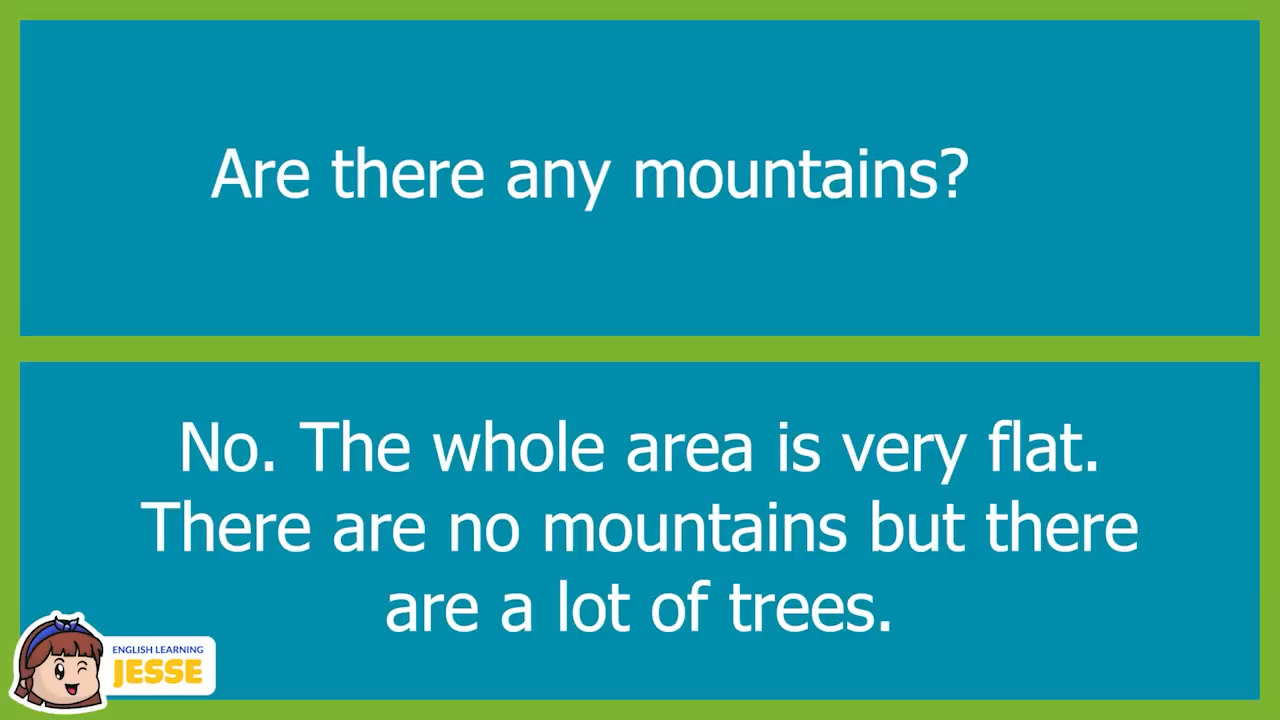 Are there any mountains?
No. The whole area is very flat.
There are no mountains but there
are a lot of trees.
ENGLISH LEARNING
JESSE